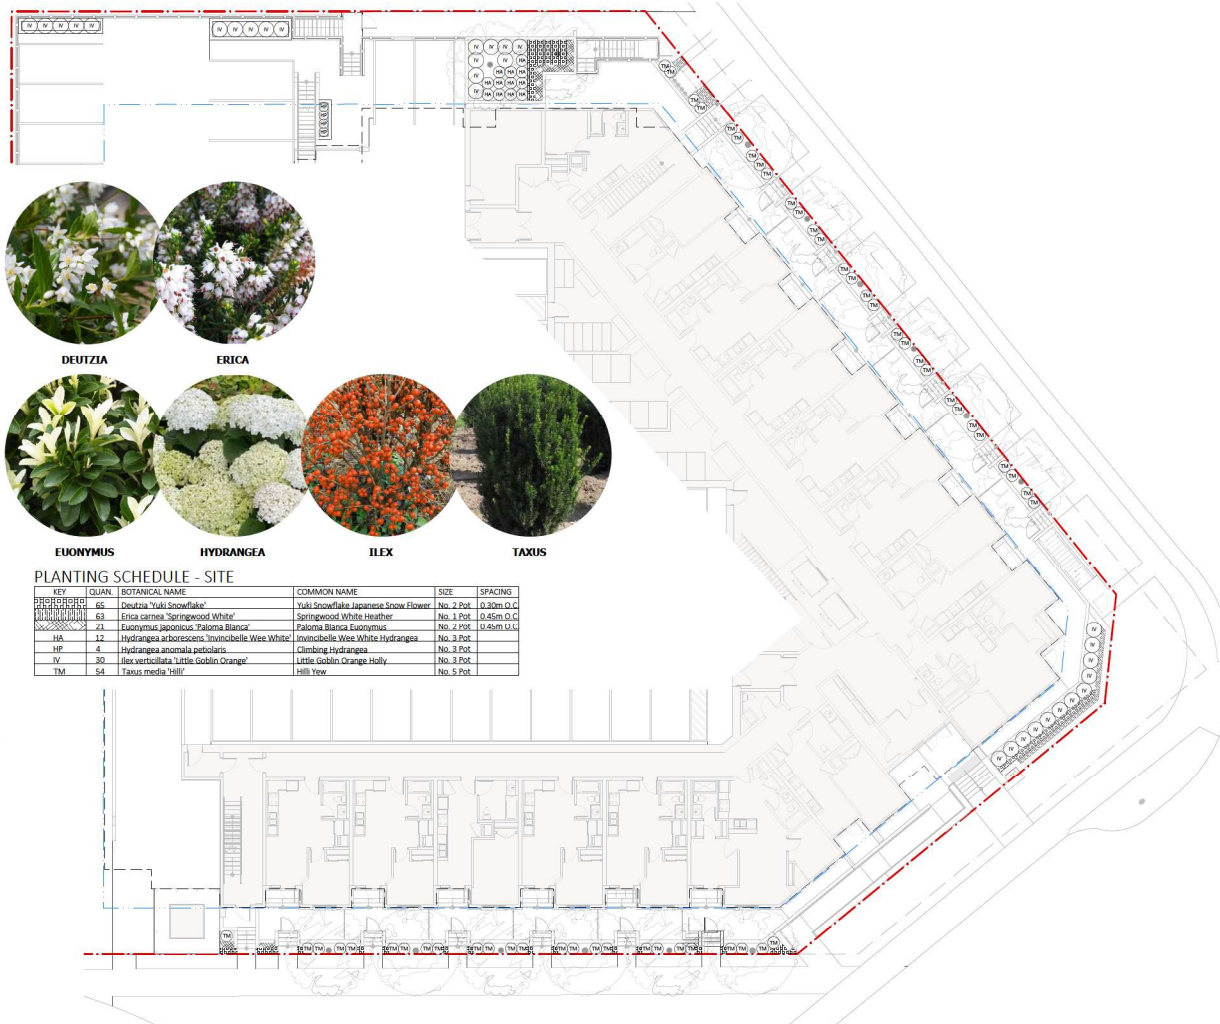 DEUTZIA
ERICA
EUONYMUS
HYDRANGEA
ILEX
TAXUS
PLANTING SCHEDULE - SITE
KEY QUAN. BOTANICAL NAME COMMON NAME SIZE SPACING
65 Deutzia 'Yuki Snowflake' Yuki Snowflake Japanese Snow Flower No. 2 Pot 0.30m O.C.
63 Erica carnea 'Springwood White' Springwood White Heather No. 1 Pot 0.45m O.C.
21 Euonymus japonicus 'Paloma Blanca' Paloma Blanca Euonymus No. 2 Pot 0.45m O.C.
HA 12 Hydrangea arborescens 'Invincibelle Wee White' Invincibelle Wee White Hydrangea No. 3 Pot
HP 4 Hydrangea anomala petiolaris Climbing Hydrangea No. 3 Pot
IV 30 Ilex verticillata 'Little Goblin Orange' Little Goblin Orange Holly No. 3 Pot
TM 54 Taxus media 'Hilli' Hilli Yew No. 5 Pot